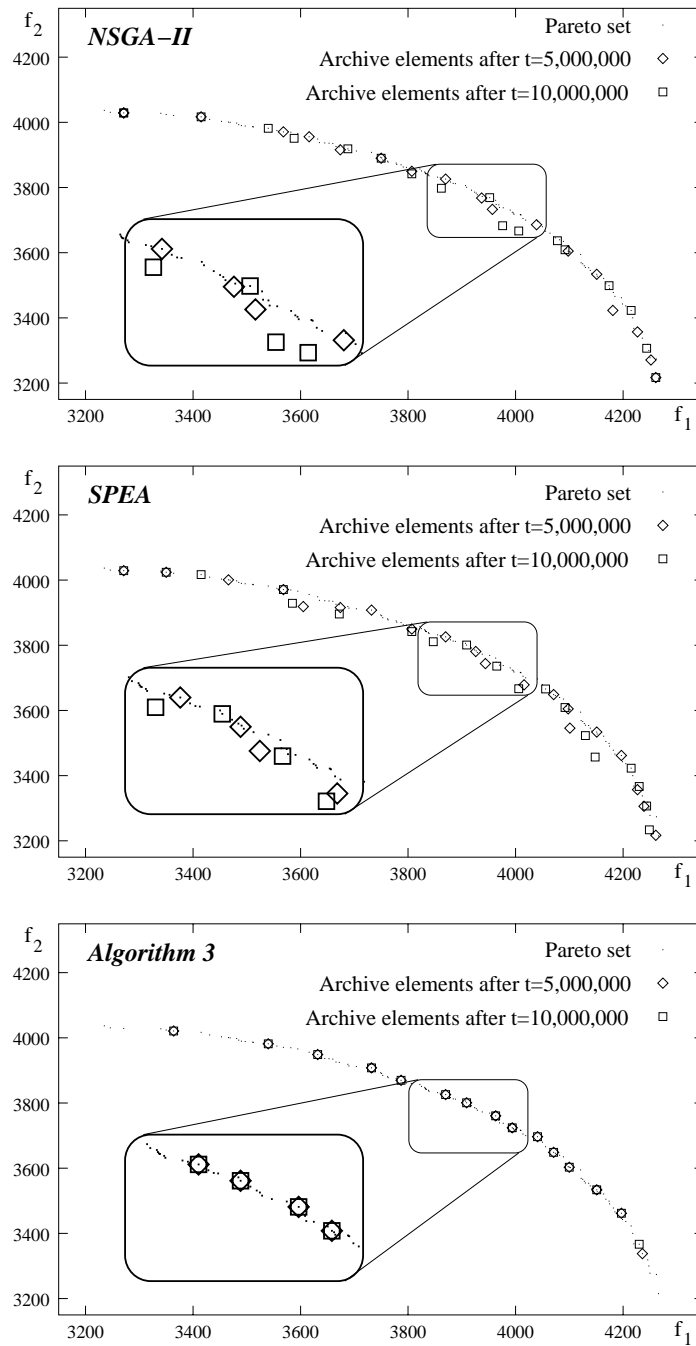 f2
NSGA–II
Pareto set
4200
Archive elements after t=5,000,000
Archive elements after t=10,000,000
4000
3800
3600
3400
3200
3200 3400 3600 3800 4000 4200 f1
f2
SPEA
Pareto set
4200
Archive elements after t=5,000,000
Archive elements after t=10,000,000
4000
3800
3600
3400
3200
3200 3400 3600 3800 4000 4200 f1
f2
Algorithm 3
Pareto set
4200
Archive elements after t=5,000,000
Archive elements after t=10,000,000
4000
3800
3600
3400
3200
3200 3400 3600 3800 4000 4200 f1